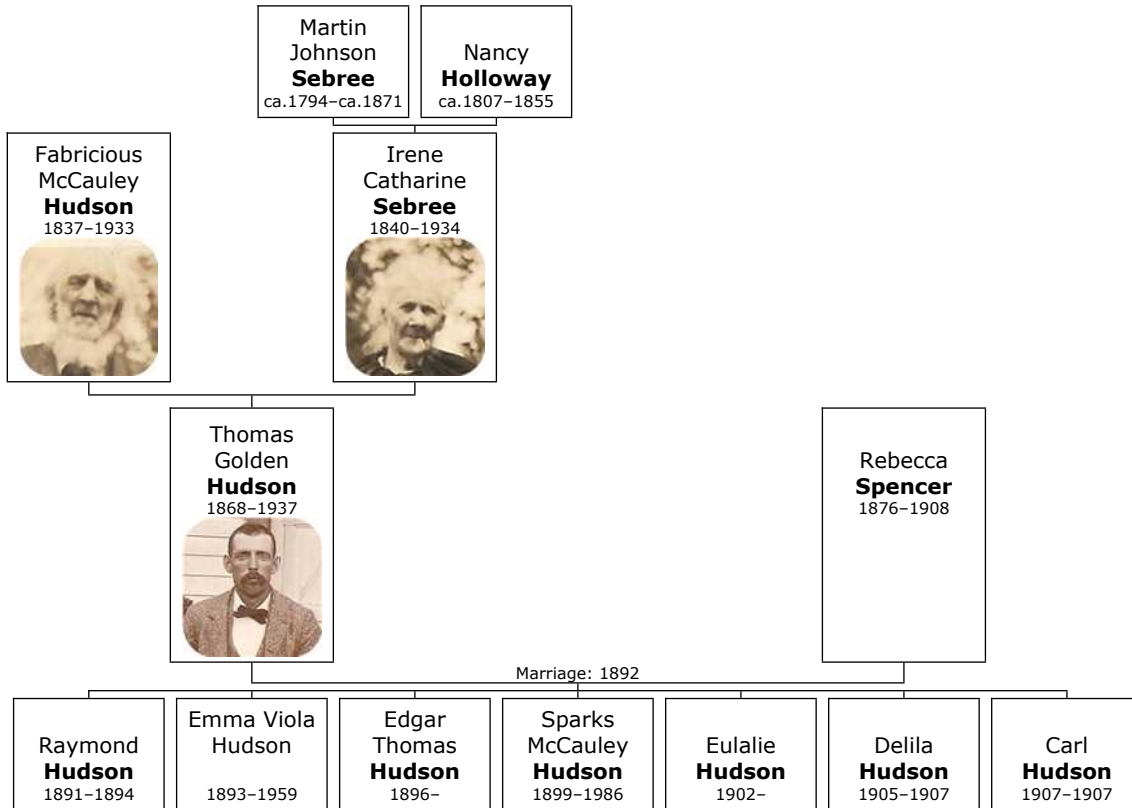 Martin
Johnson
Sebree
ca.1794–ca.1871
Nancy
Holloway
ca.1807–1855
Fabricious
McCauley
Hudson
1837–1933
Irene
Catharine
Sebree
1840–1934
Thomas
Golden
Hudson
1868–1937
Rebecca
Spencer
1876–1908
Marriage: 1892
Raymond
Hudson
1891–1894
Emma Viola
Hudson
1893–1959
Edgar
Thomas
Hudson
1896–
Sparks
McCauley
Hudson
1899–1986
Eulalie
Hudson
1902–
Delila
Hudson
1905–1907
Carl
Hudson
1907–1907